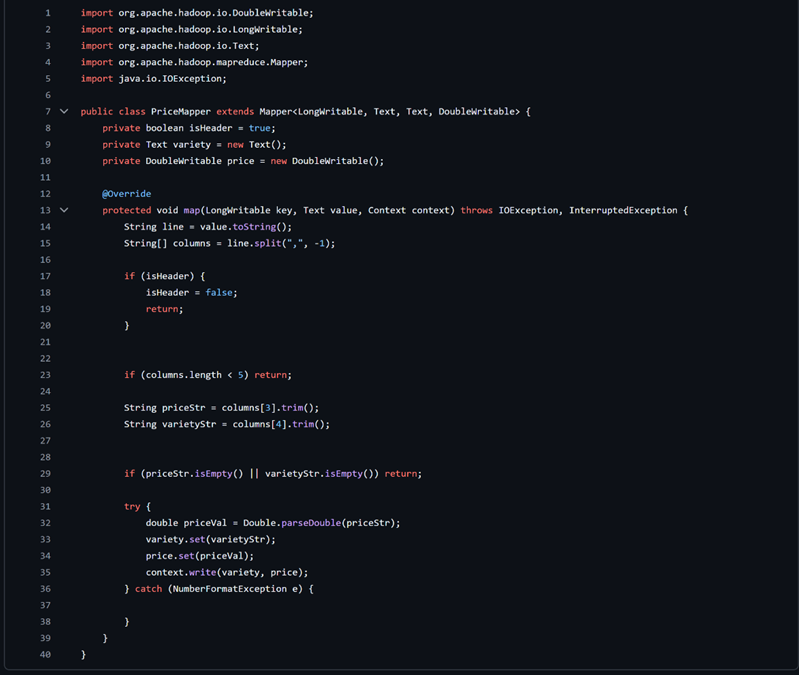 1 import org.apache.hadoop.io.DoubleWritable;
2 import org.apache.hadoop.io.LongWritable;
3 import org.apache.hadoop.io.Text;
4 import org.apache.hadoop.mapreduce.Mapper;
5 import java.io.IOException;
6
7 public class PriceMapper extends Mapper<LongWritable, Text, Text, DoubleWritable> {
8     private boolean isHeader = true;
9     private Text variety = new Text();
10     private DoubleWritable price = new DoubleWritable();
11
12     @Override
13     protected void map(LongWritable key, Text value, Context context) throws IOException, InterruptedException {
14         String line = value.toString();
15         String[] columns = line.split(",", -1);
16
17         if (isHeader) {
18             isHeader = false;
19             return;
20         }
21
22
23         if (columns.length < 5) return;
24
25         String priceStr = columns[3].trim();
26         String varietyStr = columns[4].trim();
27
28
29         if (priceStr.isEmpty() || varietyStr.isEmpty()) return;
30
31         try {
32             double priceVal = Double.parseDouble(priceStr);
33             variety.set(varietyStr);
34             price.set(priceVal);
35             context.write(variety, price);
36         } catch (NumberFormatException e) {
37
38         }
39     }
40 }